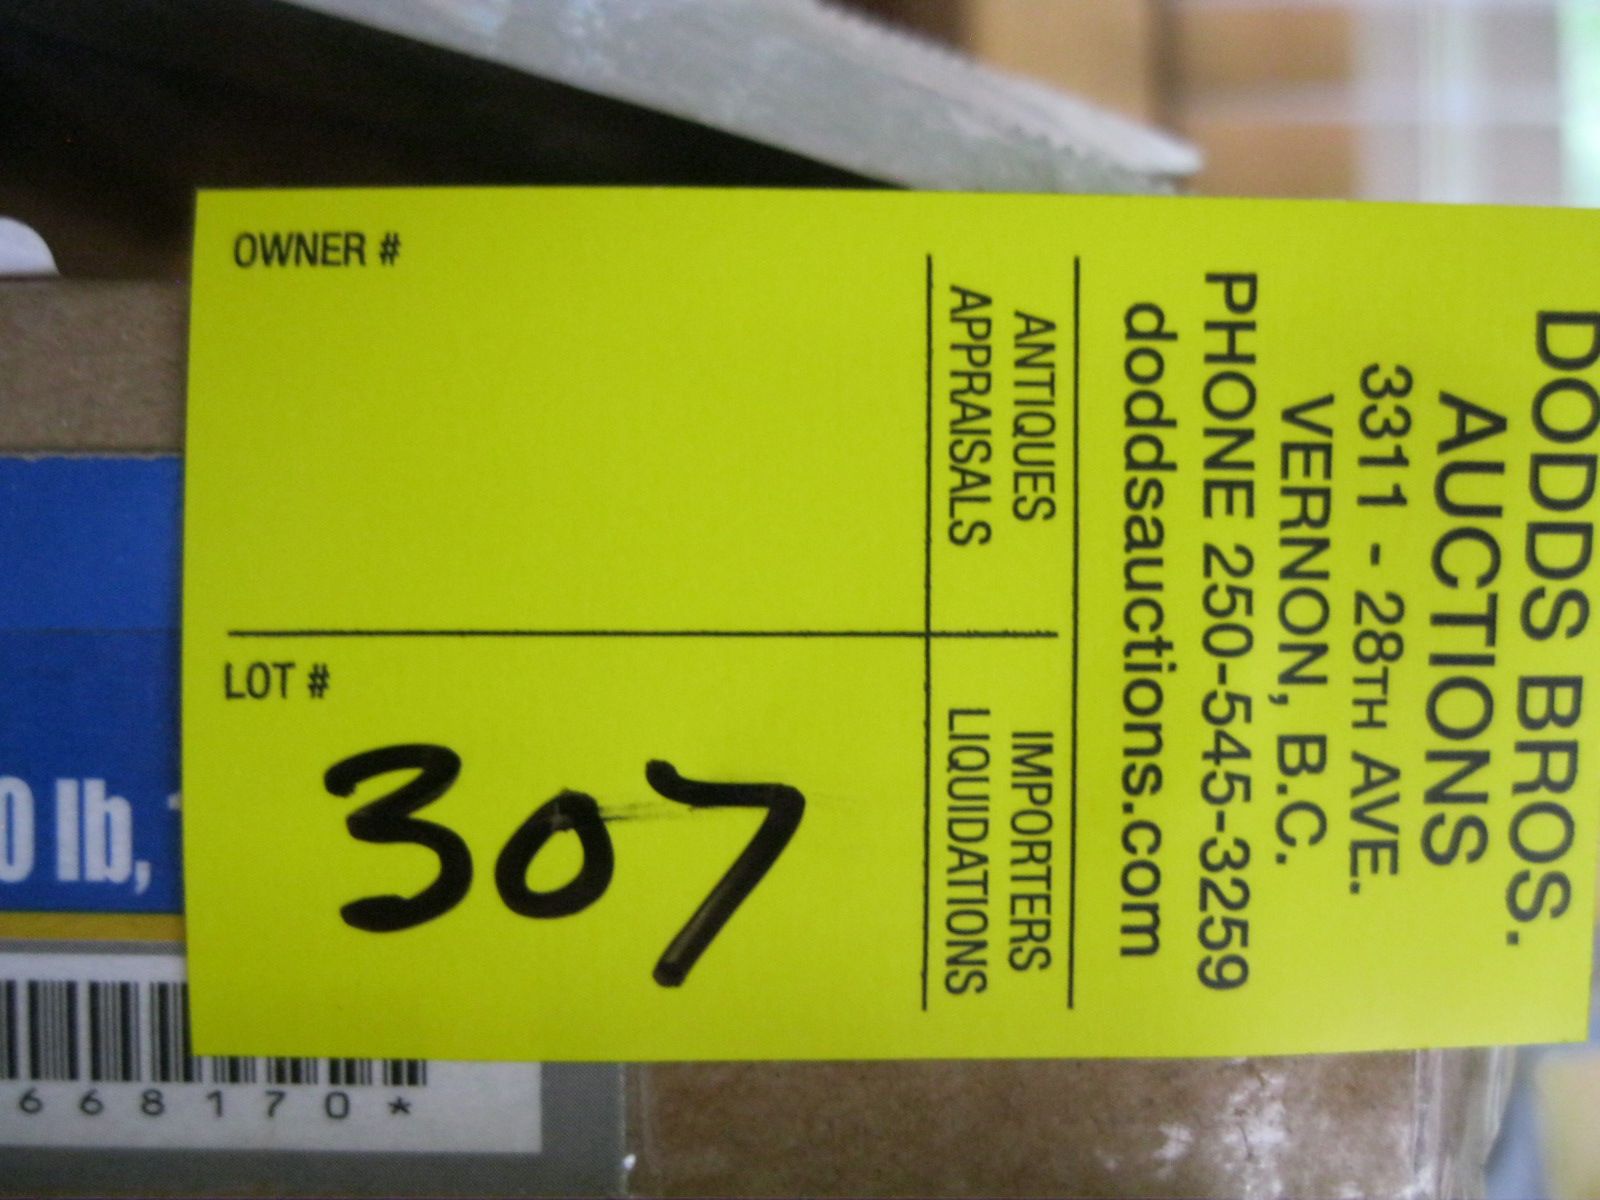 DODDS BROS.
AUCTIONS
3311 - 28TH AVE.
VERNON, B.C.
PHONE 250-545-3259
doddsauctions.com
ANTIQUES
APPRAISALS
IMPORTERS
LIQUIDATIONS
OWNER #
LOT #
307
0 lb,
668170*